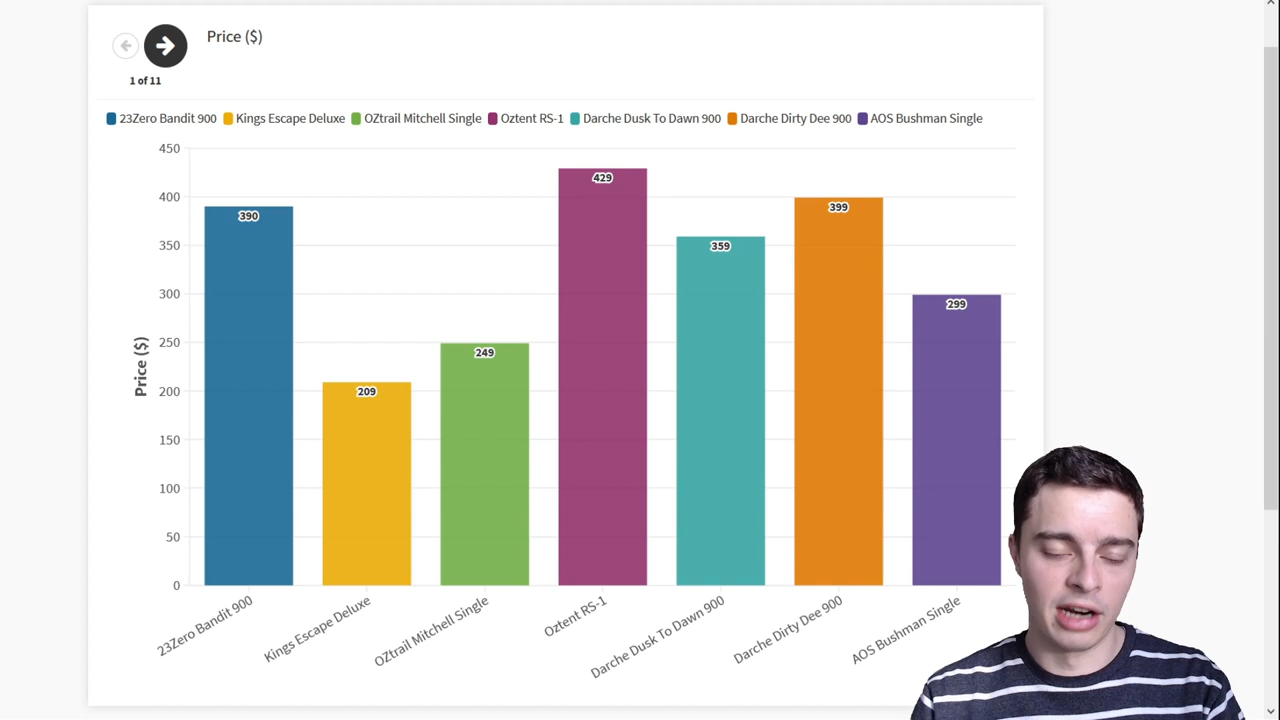 Price ($)
1 of 11
23Zero Bandit 900 Kings Escape Deluxe OZtrail Mitchell Single Oztent RS-1 Darche Dusk To Dawn 900 Darche Dirty Dee 900 AOS Bushman Single
450
400
350
300
250
200
150
100
50
0
Price ($)
390
209
249
429
359
399
299
23Zero Bandit 900
Kings Escape Deluxe
OZtrail Mitchell Single
Oztent RS-1
Darche Dusk To Dawn 900
Darche Dirty Dee 900
AOS Bushman Single